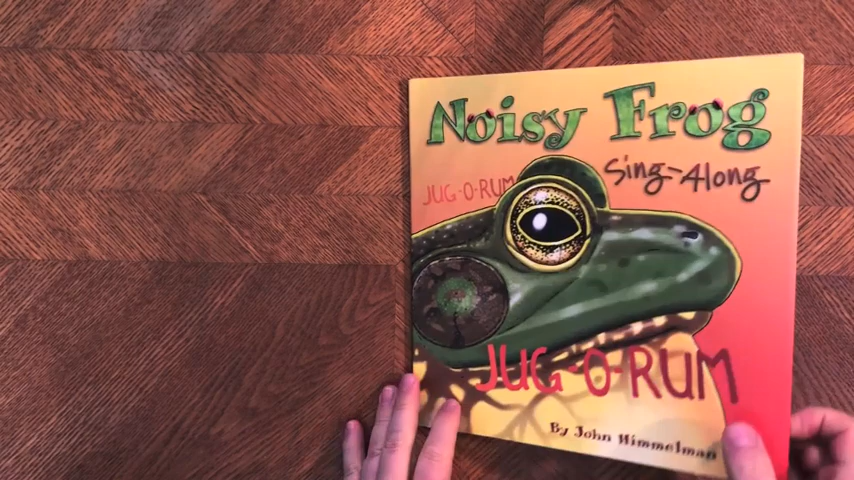 Noisy Frog
Sing-Along
JUG-O-RUM
JUG-O-RUM
By John Himmelman